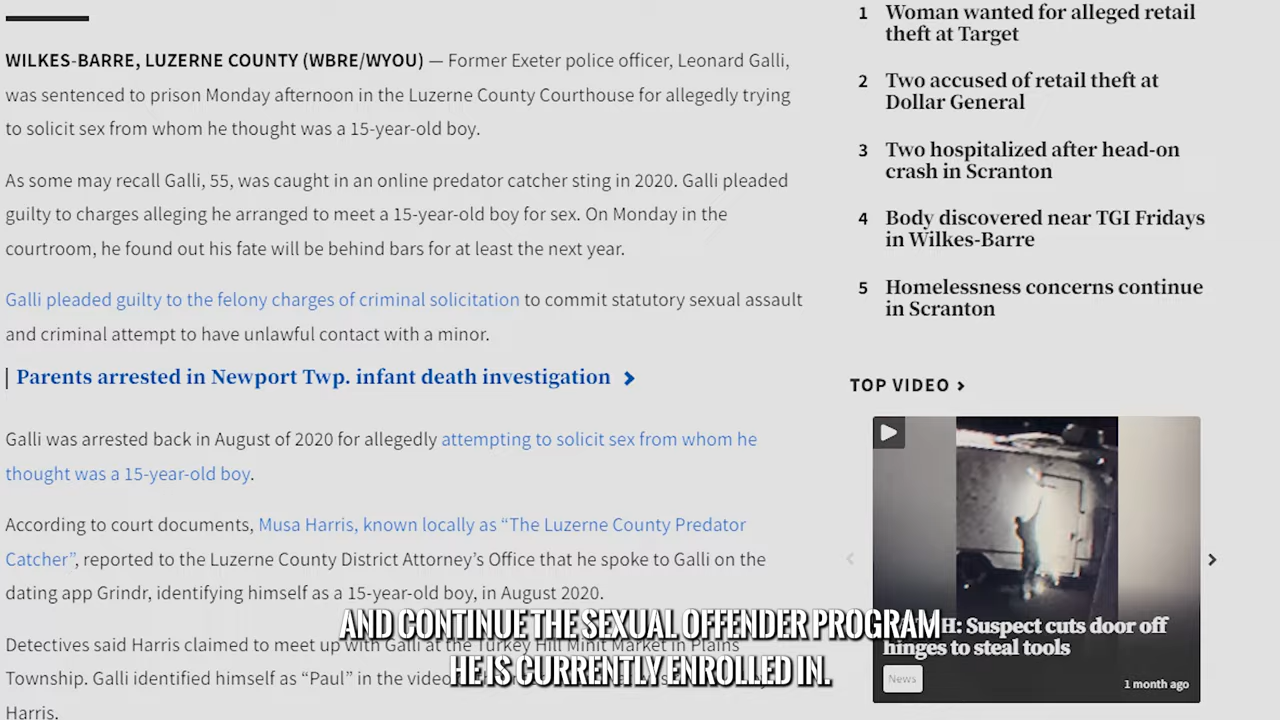 WILKES-BARRE, LUZERNE COUNTY (WBRE/WYOU) — Former Exeter police officer, Leonard Galli,
was sentenced to prison Monday afternoon in the Luzerne County Courthouse for allegedly trying
to solicit sex from whom he thought was a 15-year-old boy.
As some may recall Galli, 55, was caught in an online predator catcher sting in 2020. Galli pleaded
guilty to charges alleging he arranged to meet a 15-year-old boy for sex. On Monday in the
courtroom, he found out his fate will be behind bars for at least the next year.
Galli pleaded guilty to the felony charges of criminal solicitation to commit statutory sexual assault
and criminal attempt to have unlawful contact with a minor.
Parents arrested in Newport Twp. infant death investigation
Galli was arrested back in August of 2020 for allegedly attempting to solicit sex from whom he
thought was a 15-year-old boy.
According to court documents, Musa Harris, known locally as “The Luzerne County Predator
Catcher”, reported to the Luzerne County District Attorney’s Office that he spoke to Galli on the
dating app Grindr, identifying himself as a 15-year-old boy, in August 2020.
Detectives said Harris claimed to meet up with Galli at the Turkey Hill Minit Market in Plains
Township. Galli identified himself as “Paul” in the video
Harris.
1 Woman wanted for alleged retail
theft at Target
2 Two accused of retail theft at
Dollar General
3 Two hospitalized after head-on
crash in Scranton
4 Body discovered near TGI Fridays
in Wilkes-Barre
5 Homelessness concerns continue
in Scranton
TOP VIDEO
H: Suspect cuts door off
hinges to steal tools
News
1 month ago
AND CONTINUE THE SEXUAL OFFENDER PROGRAM
HE IS CURRENTLY ENROLLED IN.